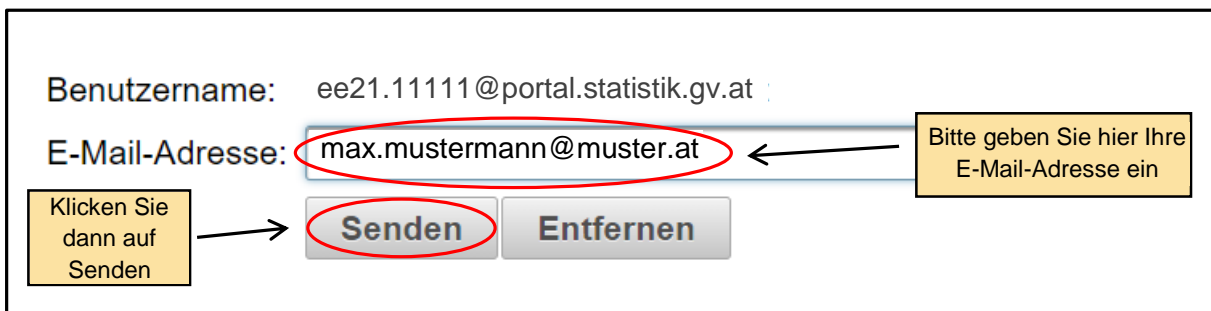 Benutzername: ee21.11111@portal.statistik.gv.at
E-Mail-Adresse: max.mustermann@muster.at
Bitte geben Sie hier Ihre
E-Mail-Adresse ein
Klicken Sie
dann auf
Senden
Senden Entfernen